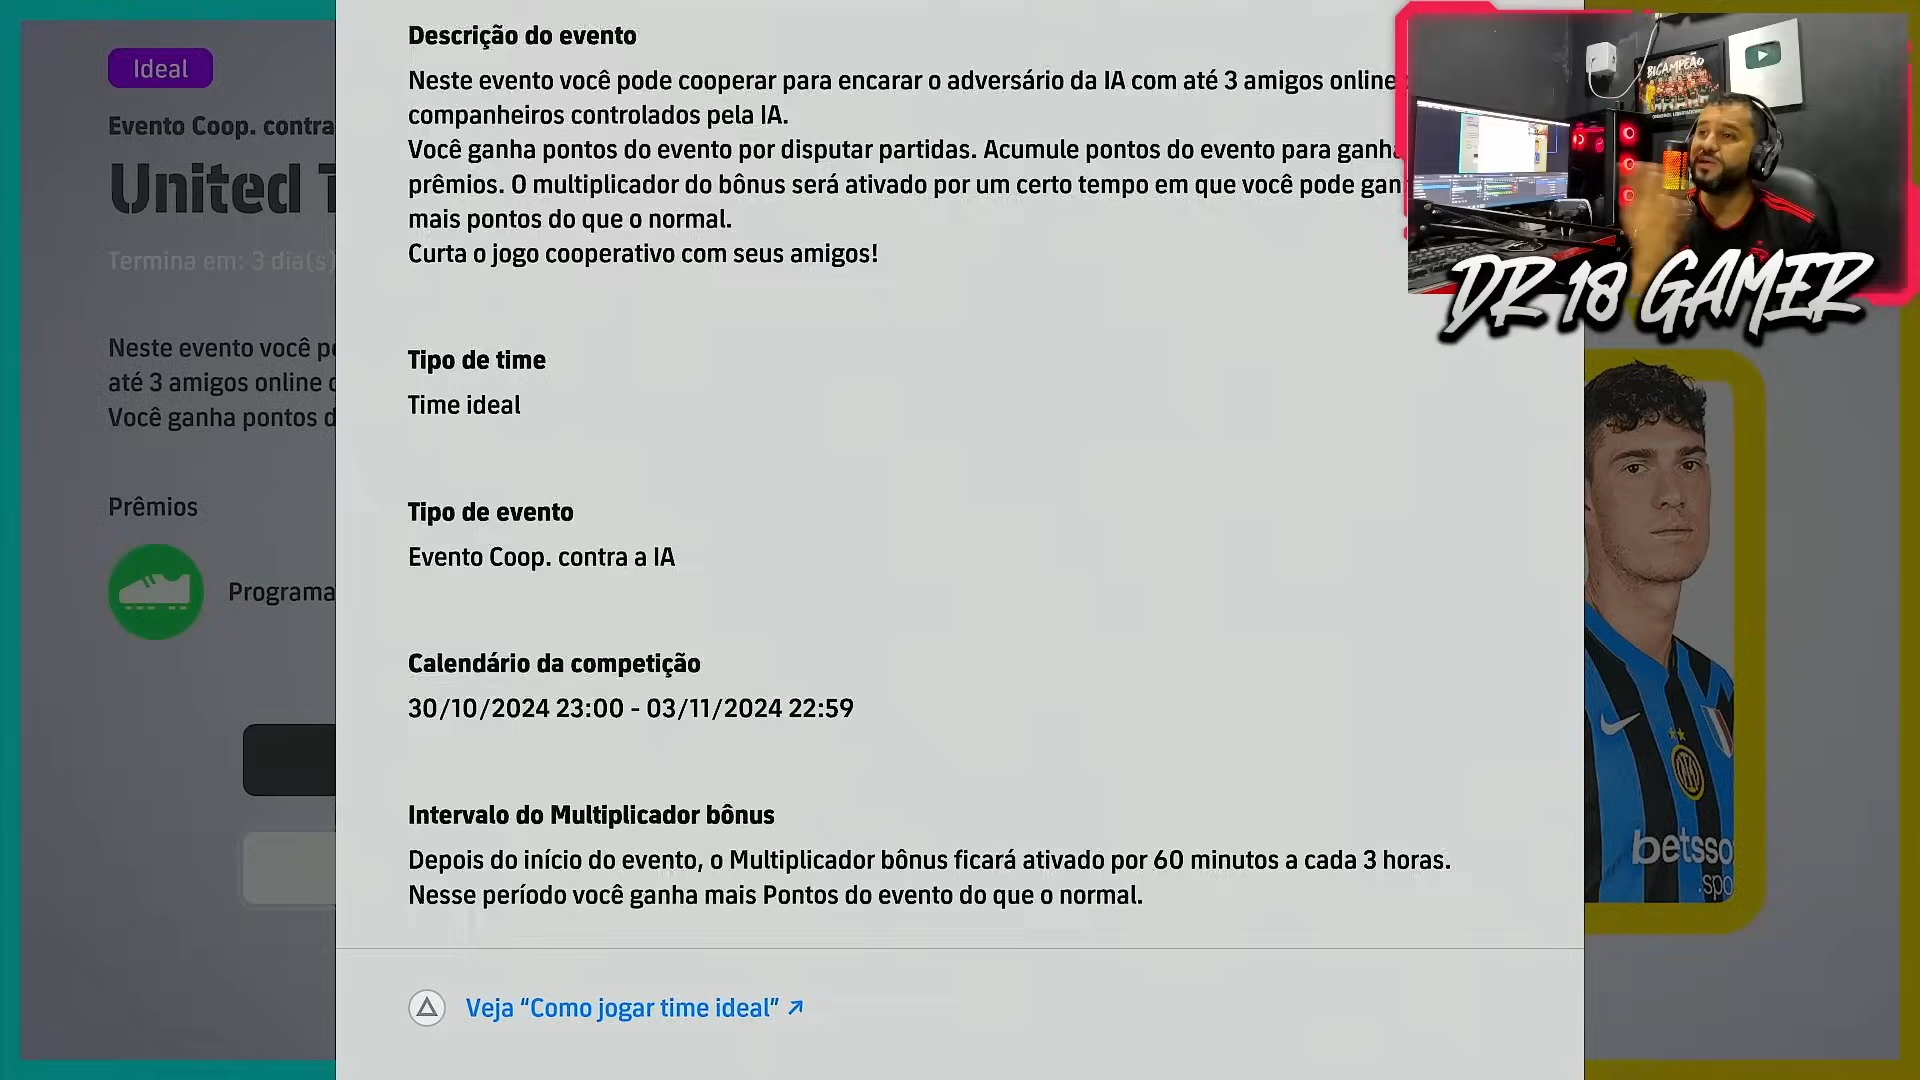 Ideal
Evento Coop. contra
United T
Termina em: 3 dia(s)
Neste evento você p
até 3 amigos online
Você ganha pontos d
Prêmios
Programa
Descrição do evento
Neste evento você pode cooperar para encarar o adversário da IA com até 3 amigos online
companheiros controlados pela IA.
Você ganha pontos do evento por disputar partidas. Acumule pontos do evento para ganha
prêmios. O multiplicador do bônus será ativado por um certo tempo em que você pode gan
mais pontos do que o normal.
Curta o jogo cooperativo com seus amigos!
Tipo de time
Time ideal
Tipo de evento
Evento Coop. contra a IA
Calendário da competição
30/10/2024 23:00 - 03/11/2024 22:59
Intervalo do Multiplicador bônus
Depois do início do evento, o Multiplicador bônus ficará ativado por 60 minutos a cada 3 horas.
Nesse período você ganha mais Pontos do evento do que o normal.
Veja “Como jogar time ideal”
BICAMPEÃO
DR 18 GAMER
betsso
.spo